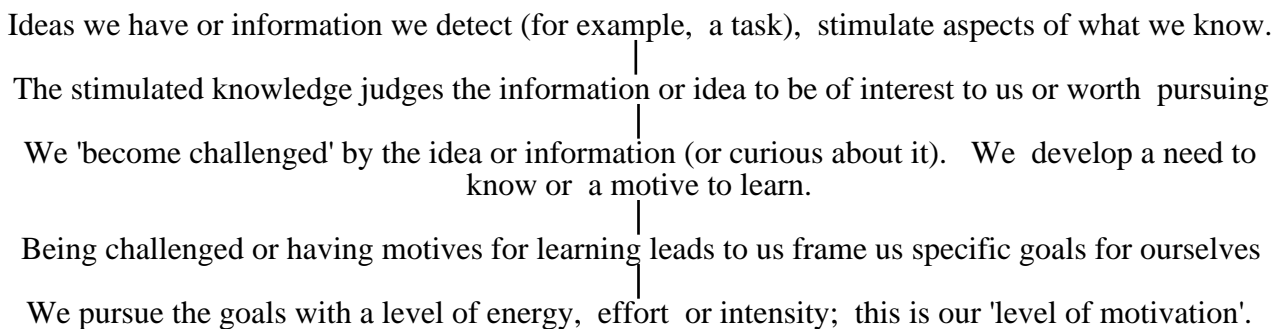 Ideas we have or information we detect (for example, a task), stimulate aspects of what we know.
The stimulated knowledge judges the information or idea to be of interest to us or worth pursuing
We 'become challenged' by the idea or information (or curious about it). We develop a need to
know or a motive to learn.
Being challenged or having motives for learning leads to us frame us specific goals for ourselves
We pursue the goals with a level of energy, effort or intensity; this is our 'level of motivation'.